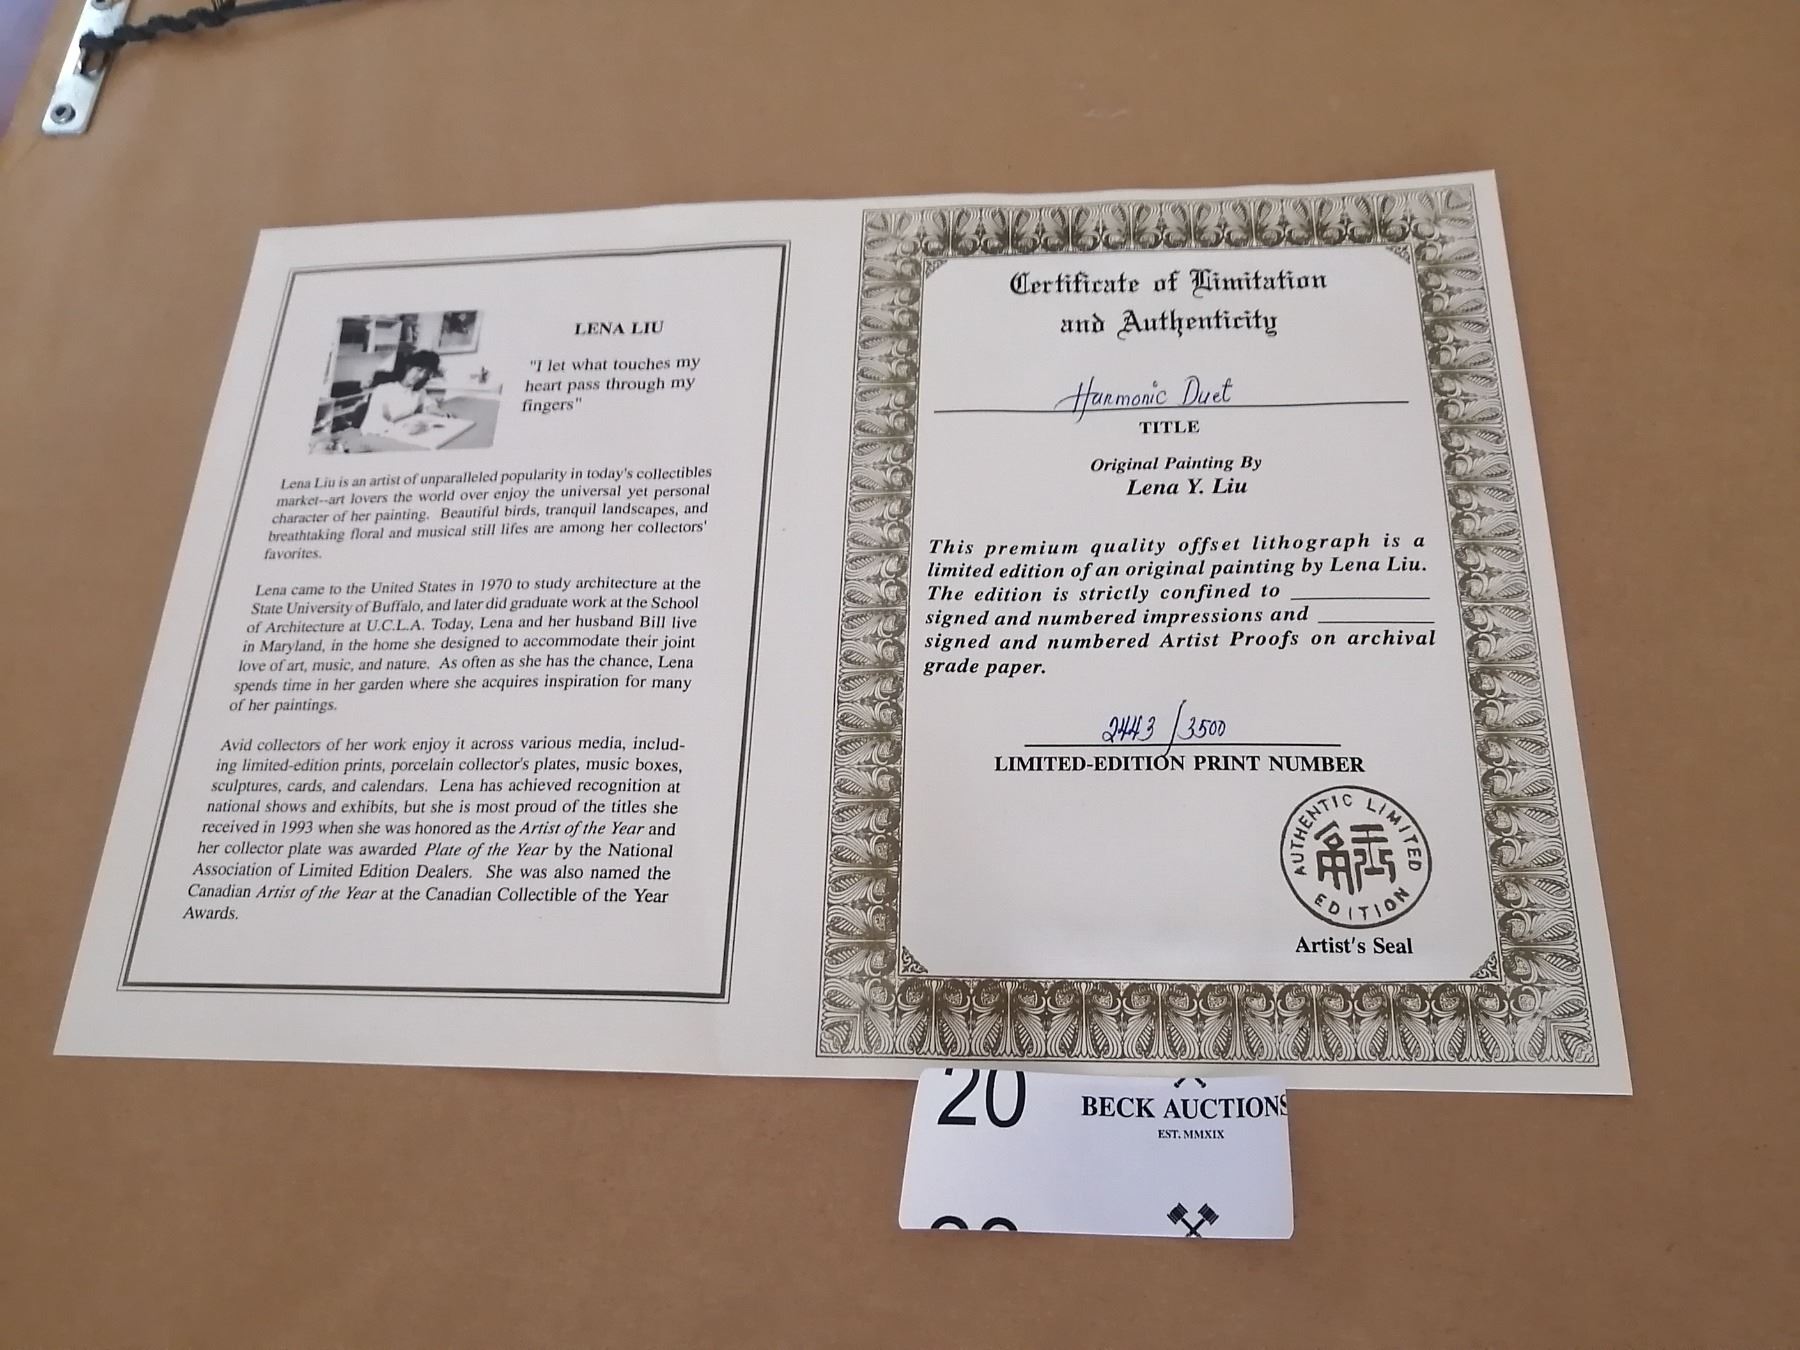 LENA LIU
"I let what touches my
heart pass through my
fingers"
Lena Liu is an artist of unparalleled popularity in today's collectibles
market--art lovers the world over enjoy the universal yet personal
character of her painting. Beautiful birds, tranquil landscapes, and
breathtaking floral and musical still lifes are among her collectors'
favorites.
Lena came to the United States in 1970 to study architecture at the
State University of Buffalo, and later did graduate work at the School
of Architecture at U.C.L.A. Today, Lena and her husband Bill live
in Maryland, in the home she designed to accommodate their joint
love of art, music, and nature. As often as she has the chance, Lena
spends time in her garden where she acquires inspiration for many
of her paintings.
Avid collectors of her work enjoy it across various media, includ-
ing limited-edition prints, porcelain collector's plates, music boxes,
sculptures, cards, and calendars. Lena has achieved recognition at
national shows and exhibits, but she is most proud of the titles she
received in 1993 when she was honored as the Artist of the Year and
her collector plate was awarded Plate of the Year by the National
Association of Limited Edition Dealers. She was also named the
Canadian Artist of the Year at the Canadian Collectible of the Year
Awards.
Certificate of Limitation
and Authenticity
Harmonic Duet
TITLE
Original Painting By
Lena Y. Liu
This premium quality offset lithograph is a
limited edition of an original painting by Lena Liu.
The edition is strictly confined to ____________
signed and numbered impressions and ____________
signed and numbered Artist Proofs on archival
grade paper.
2443/3500
LIMITED-EDITION PRINT NUMBER
AUTHENTIC LIMITED
EDITION
Artist's Seal
20
BECK AUCTIONS
EST. MMXIX